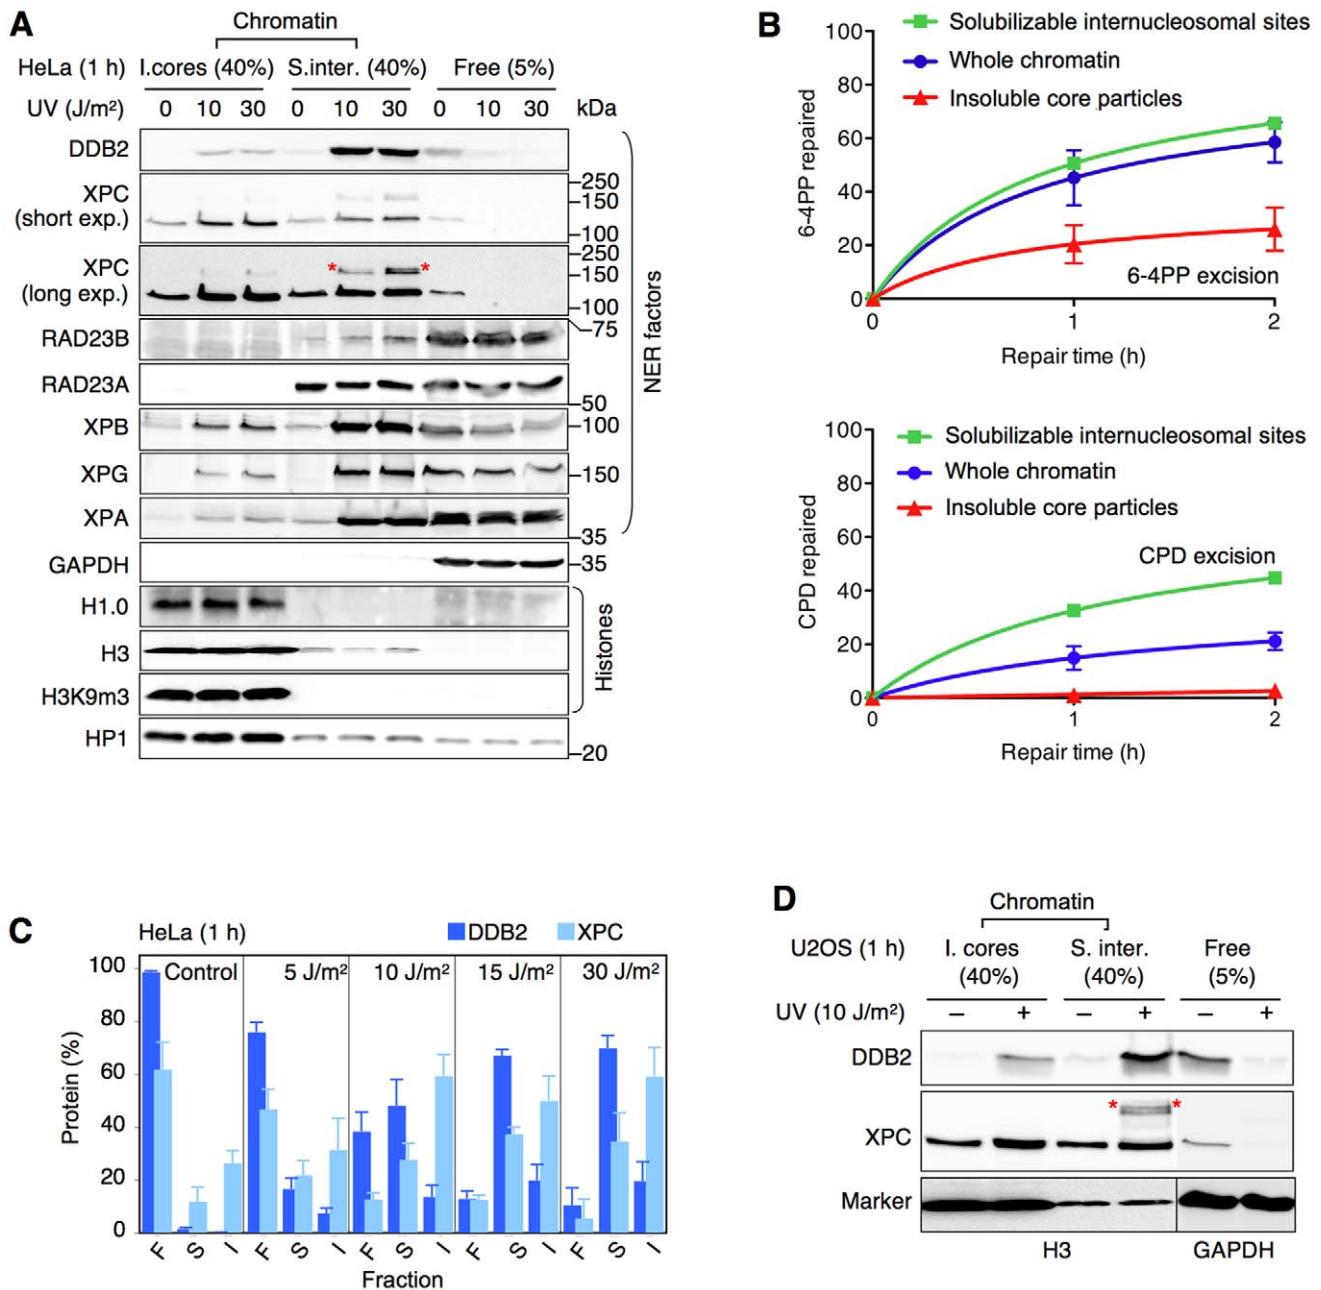 A
Chromatin
HeLa (1 h) I.cores (40%) S.inter. (40%) Free (5%)
UV (J/m²) 0 10 30 0 10 30 0 10 30 kDa
DDB2
XPC
(short exp.)
250
150
100
XPC
(long exp.)
* *
250
150
100
RAD23B
75
RAD23A
50
XPB
100
XPG
150
XPA
35
GAPDH
35
H1.0
H3
H3K9m3
HP1
20
NER factors
Histones
B
Solubilizable internucleosomal sites
Whole chromatin
Insoluble core particles
100
80
60
40
20
0
6-4PP repaired
6-4PP excision
0 1 2
Repair time (h)
Solubilizable internucleosomal sites
Whole chromatin
Insoluble core particles
100
80
60
40
20
0
CPD repaired
CPD excision
0 1 2
Repair time (h)
C
HeLa (1 h) DDB2 XPC
Control 5 J/m² 10 J/m² 15 J/m² 30 J/m²
100
80
60
40
20
0
Protein (%)
F S I F S I F S I F S I F S I
Fraction
D
Chromatin
U2OS (1 h) I. cores S. inter. Free
(40%) (40%) (5%)
UV (10 J/m²) – + – + – +
DDB2
XPC
* *
Marker
H3 GAPDH